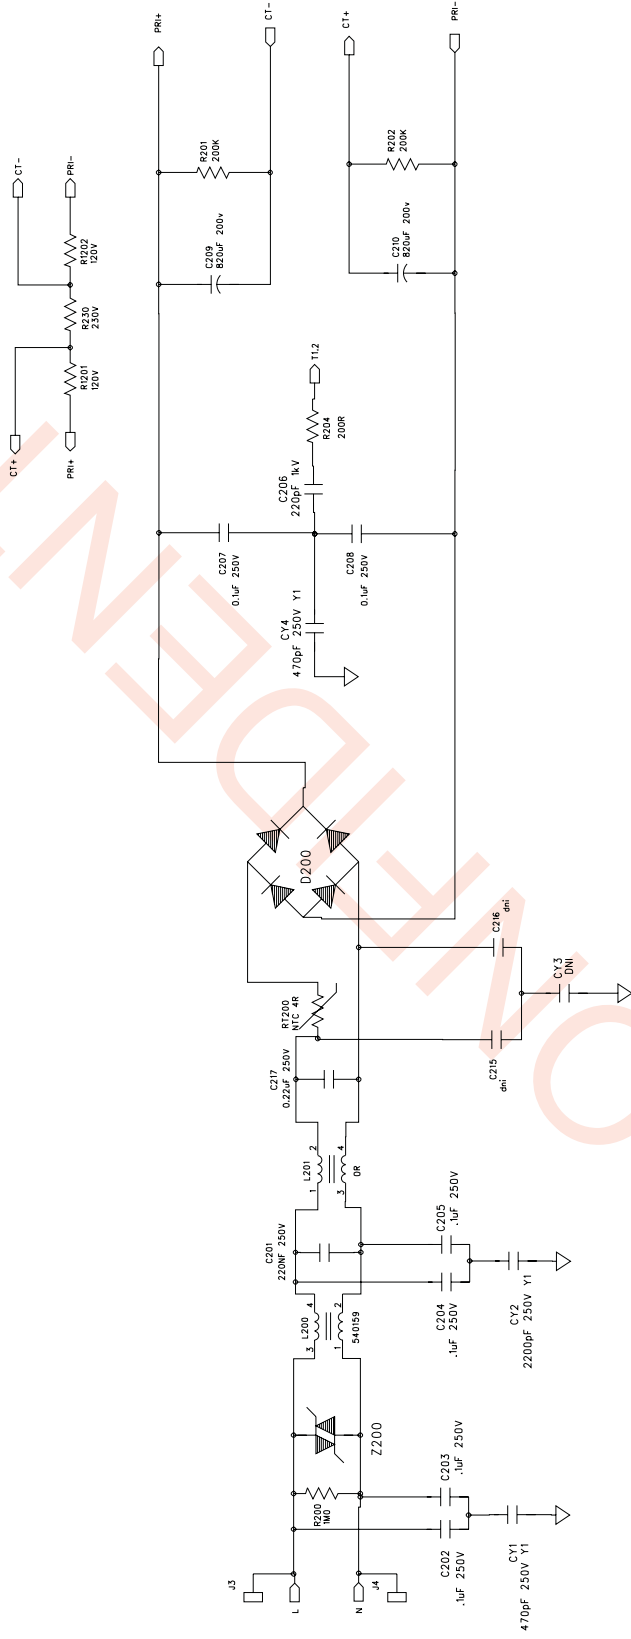 CT-
CT+
R1202
120V
PRI-
R230
230V
R1201
120V
PRI+
PRI+
CT-
CT+
PRI-
R201
200K
C209
820uF 200v
R202
200K
C210
820uF 200v
T1.2
R204
200R
C206
220pF 1kV
C207
0.1uF 250V
C208
0.1uF 250V
CY4
470pF 250V Y1
D200
RT200
NTC 4R
C217
0.22uF 250V
C216
dni
C215
dni
CY3
DNI
L201
1 2
3 4
0R
C201
220NF 250V
C205
.1uF 250V
C204
.1uF 250V
CY2
2200pF 250V Y1
L200
3 4
1 2
540159
Z200
R200
1M0
C203
.1uF 250V
C202
.1uF 250V
CY1
470pF 250V Y1
J3
L
N
J4